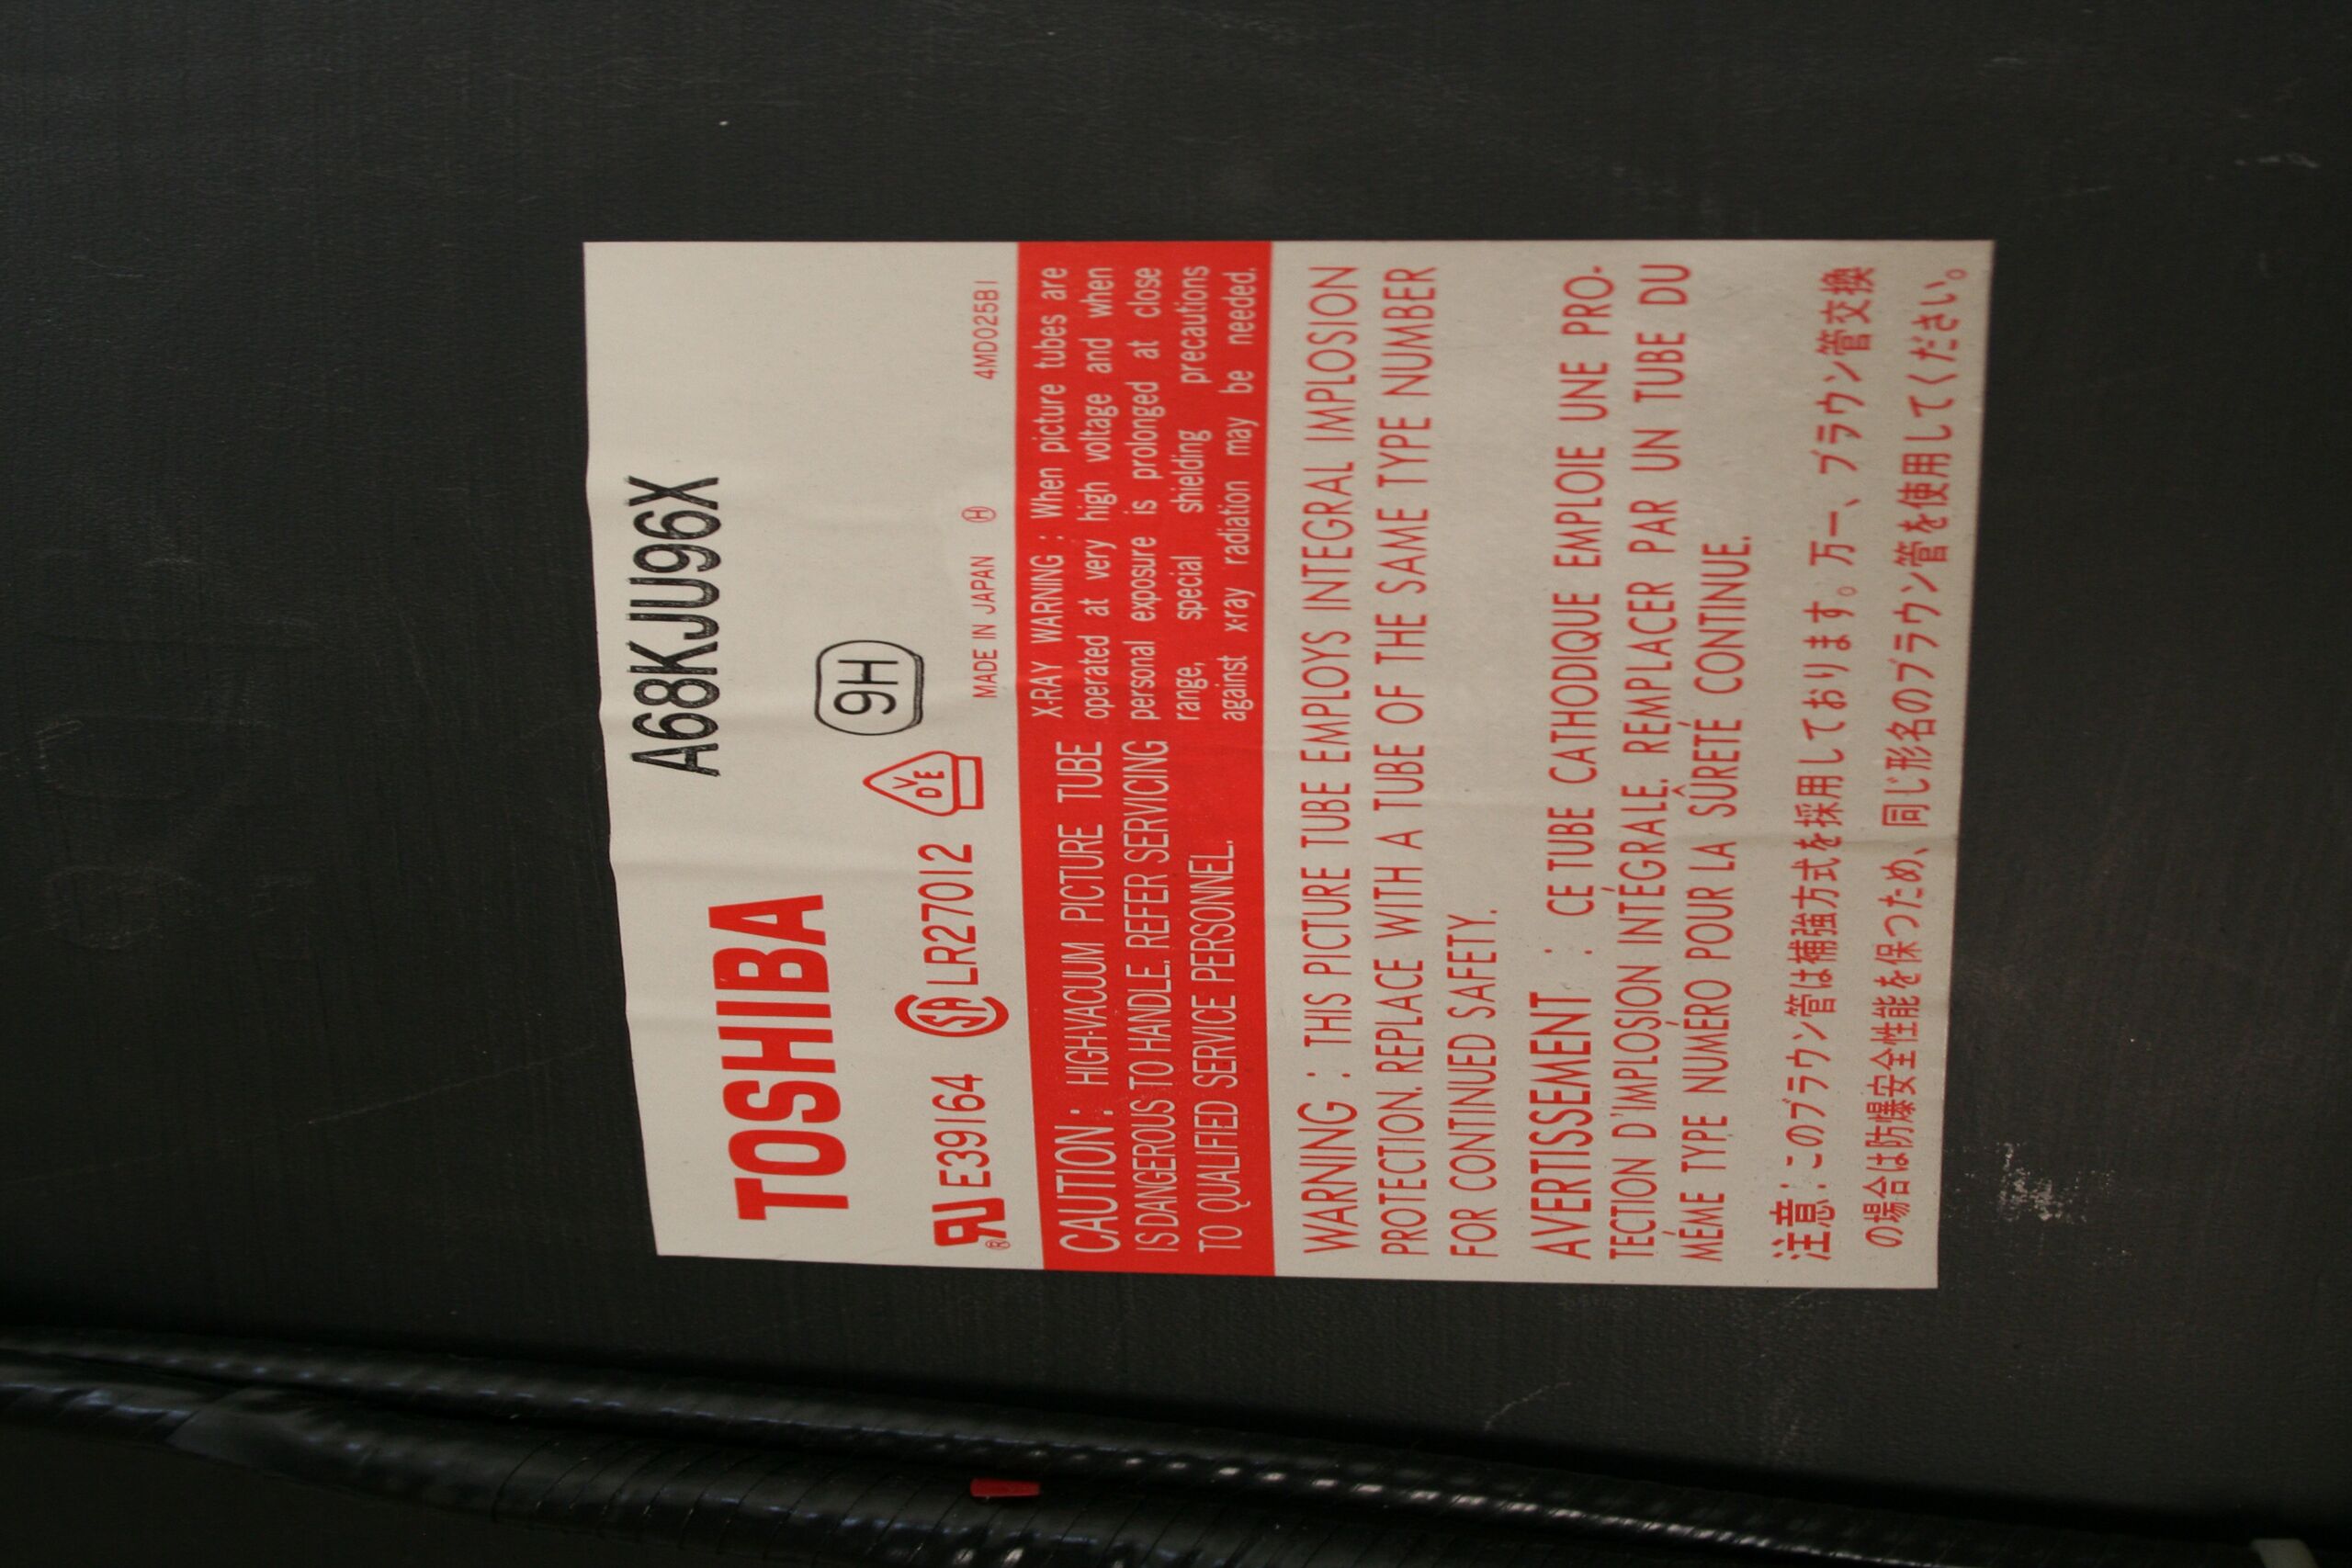 A68KJU96X
TOSHIBA
9H
UR® E39164 SA LR27012 DVE MADE IN JAPAN Ⓗ 4MD025B1
CAUTION : HIGH-VACUUM PICTURE TUBE
IS DANGEROUS TO HANDLE. REFER SERVICING
TO QUALIFIED SERVICE PERSONNEL.
X-RAY WARNING : When picture tubes are
operated at very high voltage and when
personal exposure is prolonged at close
range, special shielding precautions
against x-ray radiation may be needed.
WARNING : THIS PICTURE TUBE EMPLOYS INTEGRAL IMPLOSION
PROTECTION. REPLACE WITH A TUBE OF THE SAME TYPE NUMBER
FOR CONTINUED SAFETY.
AVERTISSEMENT : CE TUBE CATHODIQUE EMPLOIE UNE PRO-
TECTION D'IMPLOSION INTÉGRALE. REMPLACER PAR UN TUBE DU
MÉME TYPE NUMÉRO POUR LA SÛRETÉ CONTINUE.
注意：このブラウン管は補強方式を採用しております。万一、ブラウン管交換
の場合は防爆安全性能を保つため、同じ形名のブラウン管を使用してください。